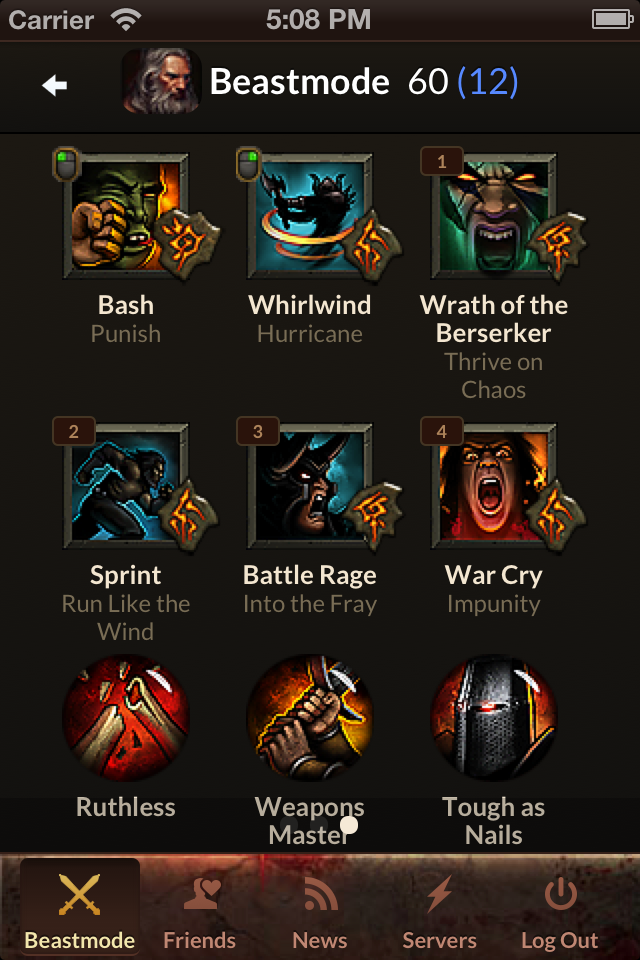 Carrier 5:08 PM
Beastmode 60 (12)
1
Bash Whirlwind Wrath of the
Berserker
Punish Hurricane Thrive on
Chaos
2 3 4
Sprint Battle Rage War Cry
Run Like the Into the Fray Impunity
Wind
Ruthless Weapons Tough as
Master Nails
Beastmode Friends News Servers Log Out